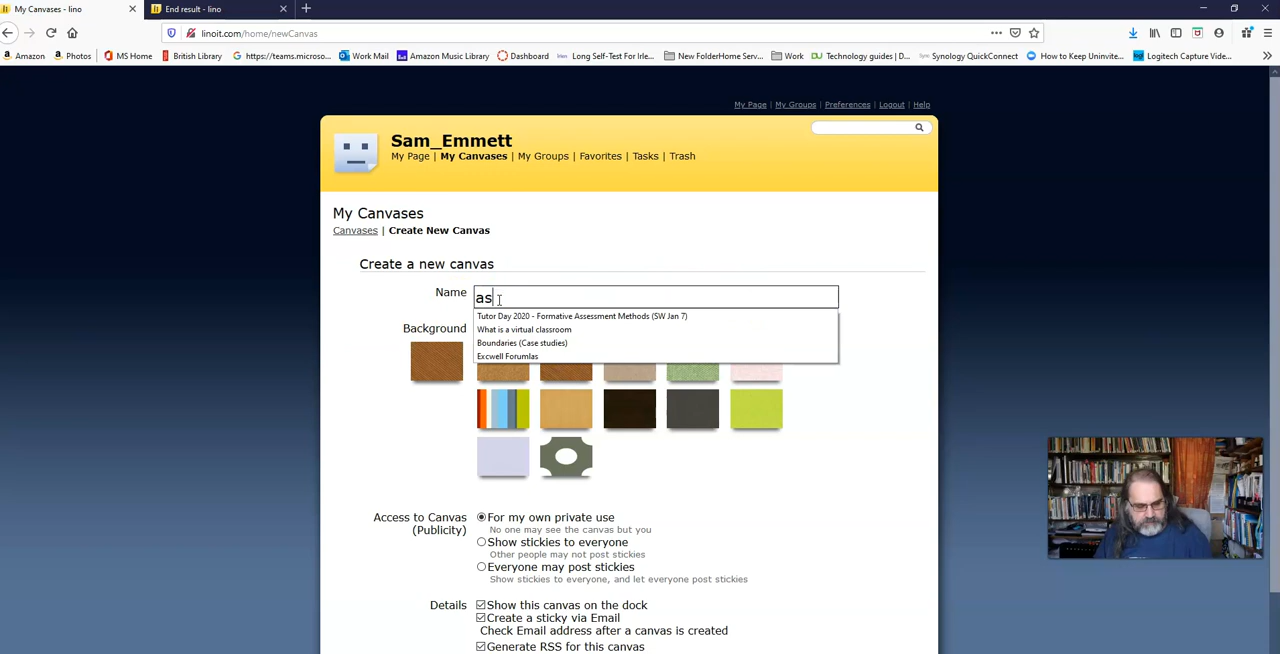 My Canvases - lino
End result - lino
linoit.com/home/newCanvas
Amazon
Photos
MS Home
British Library
https://teams.microso...
Work Mail
Amazon Music Library
Dashboard
Long Self-Test For Irle...
New FolderHome Serv...
Work
Technology guides | D...
Synology QuickConnect
How to Keep Uninvite...
Logitech Capture Vide...
My Page | My Groups | Preferences | Logout | Help
Sam_Emmett
My Page | My Canvases | My Groups | Favorites | Tasks | Trash
My Canvases
Canvases | Create New Canvas
Create a new canvas
Name
as
Tutor Day 2020 - Formative Assessment Methods (SW Jan 7)
What is a virtual classroom
Boundaries (Case studies)
Excwell Forumlas
Background
Access to Canvas
(Publicity)
For my own private use
No one may see the canvas but you
Show stickies to everyone
Other people may not post stickies
Everyone may post stickies
Show stickies to everyone, and let everyone post stickies
Details
Show this canvas on the dock
Create a sticky via Email
Check Email address after a canvas is created
Generate RSS for this canvas